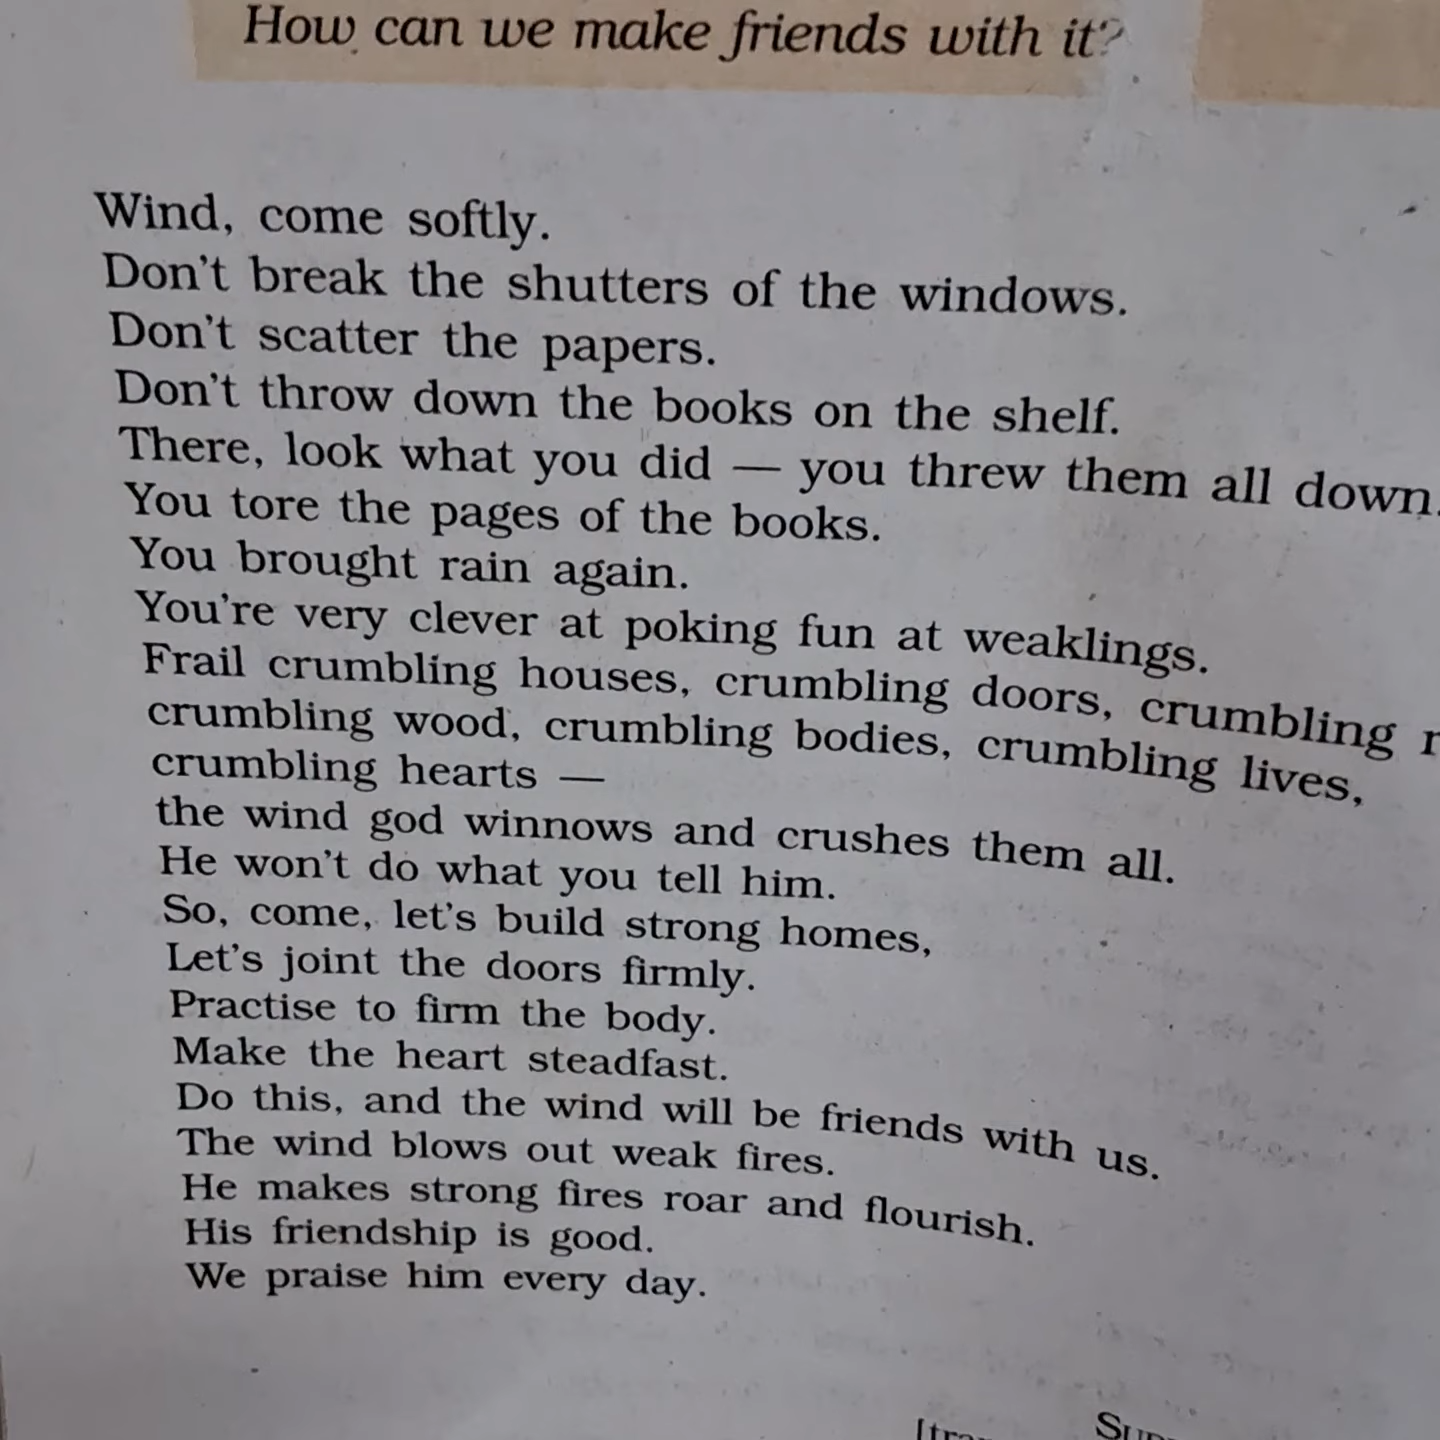 How can we make friends with it?
Wind, come softly.
Don't break the shutters of the windows.
Don't scatter the papers.
Don't throw down the books on the shelf.
There, look what you did — you threw them all down.
You tore the pages of the books.
You brought rain again.
You're very clever at poking fun at weaklings.
Frail crumbling houses, crumbling doors, crumbling
crumbling wood, crumbling bodies, crumbling lives,
crumbling hearts —
the wind god winnows and crushes them all.
He won't do what you tell him.
So, come, let's build strong homes,
Let's joint the doors firmly.
Practise to firm the body.
Make the heart steadfast.
Do this, and the wind will be friends with us.
The wind blows out weak fires.
He makes strong fires roar and flourish.
His friendship is good.
We praise him every day.